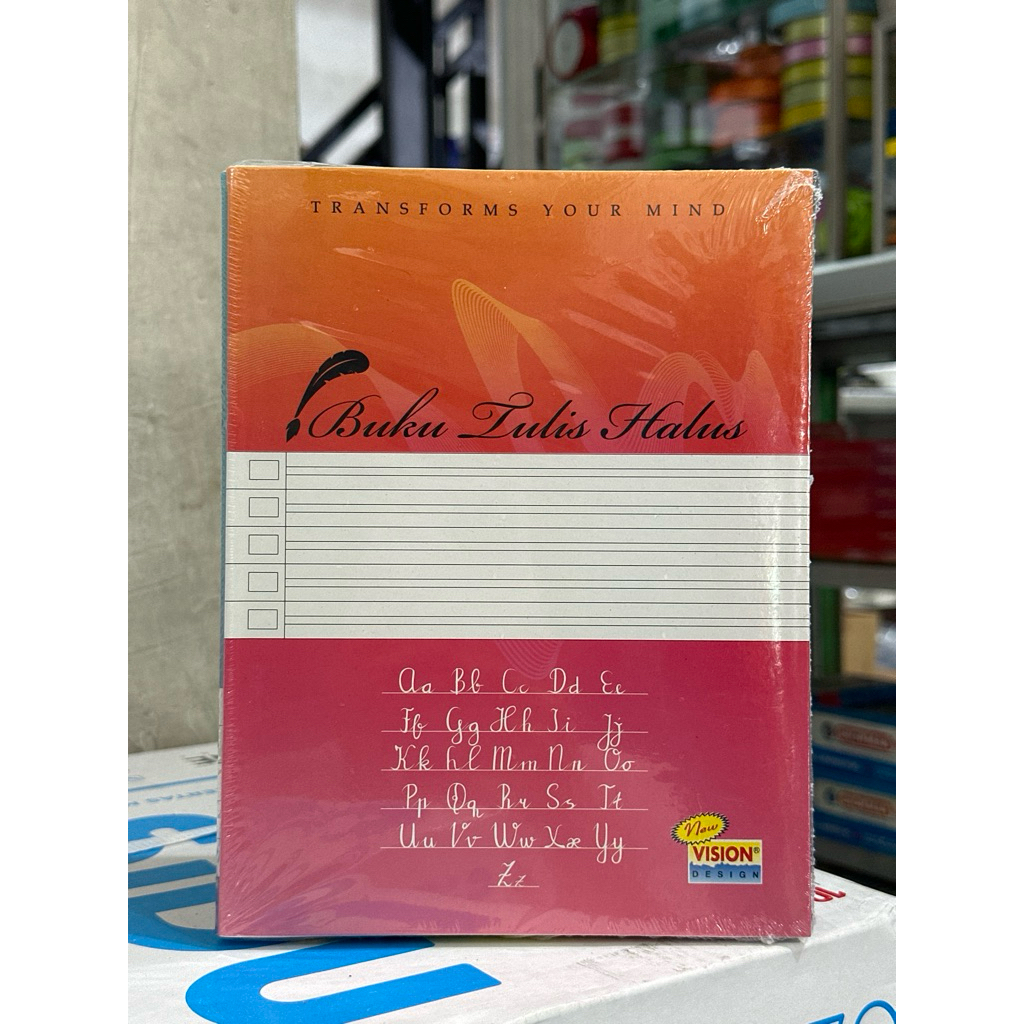 TRANSFORMS YOUR MIND
Buku Tulis Halus
Aa Bb Cc Dd Ee
Ff Gg Hh Ii Jj
Kk Ll Mm Nn Oo
Pp Qq Rr Ss Tt
Uu Vv Ww Xx Yy
Zz
New
VISION®
DESIGN